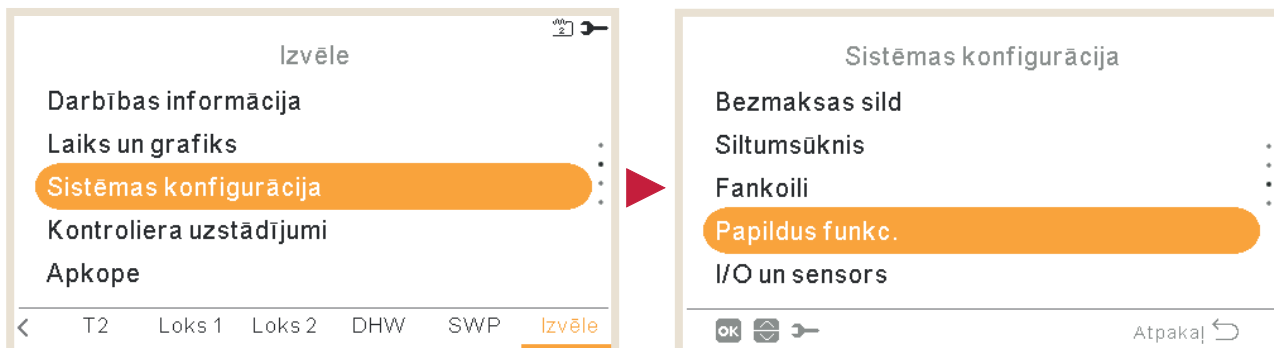 2
Izvēle
Darbības informācija
Laiks un grafiks
Sistēmas konfigurācija
Kontroliera uzstādījumi
Apkope
< T2 Loks 1 Loks 2 DHW SWP Izvēle
Sistēmas konfigurācija
Bezmaksas sild
Siltumsūknis
Fankoili
Papildus funkc.
I/O un sensors
OK Atpakaļ